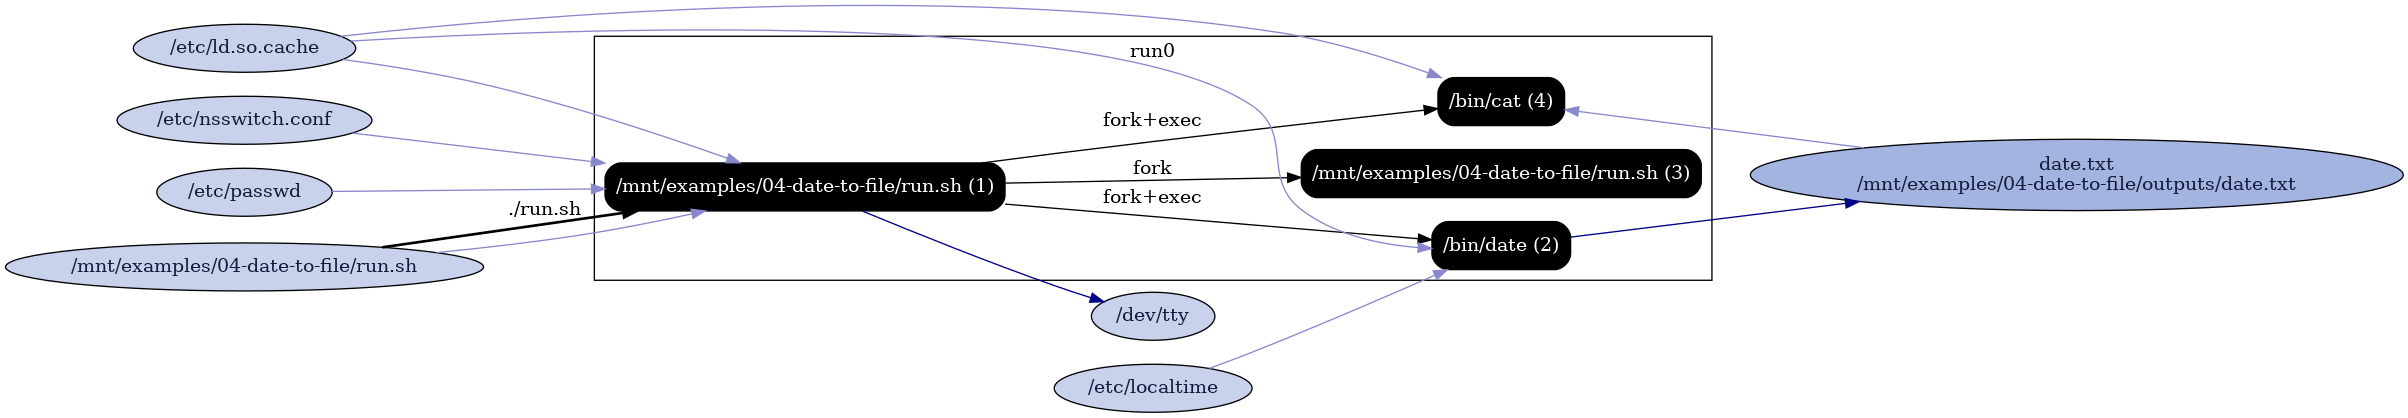 /etc/ld.so.cache
run0
/bin/cat (4)
/etc/nsswitch.conf
fork+exec
date.txt
/mnt/examples/04-date-to-file/outputs/date.txt
fork
/mnt/examples/04-date-to-file/run.sh (3)
/mnt/examples/04-date-to-file/run.sh (1)
/etc/passwd
fork+exec
./run.sh
/bin/date (2)
/mnt/examples/04-date-to-file/run.sh
/dev/tty
/etc/localtime